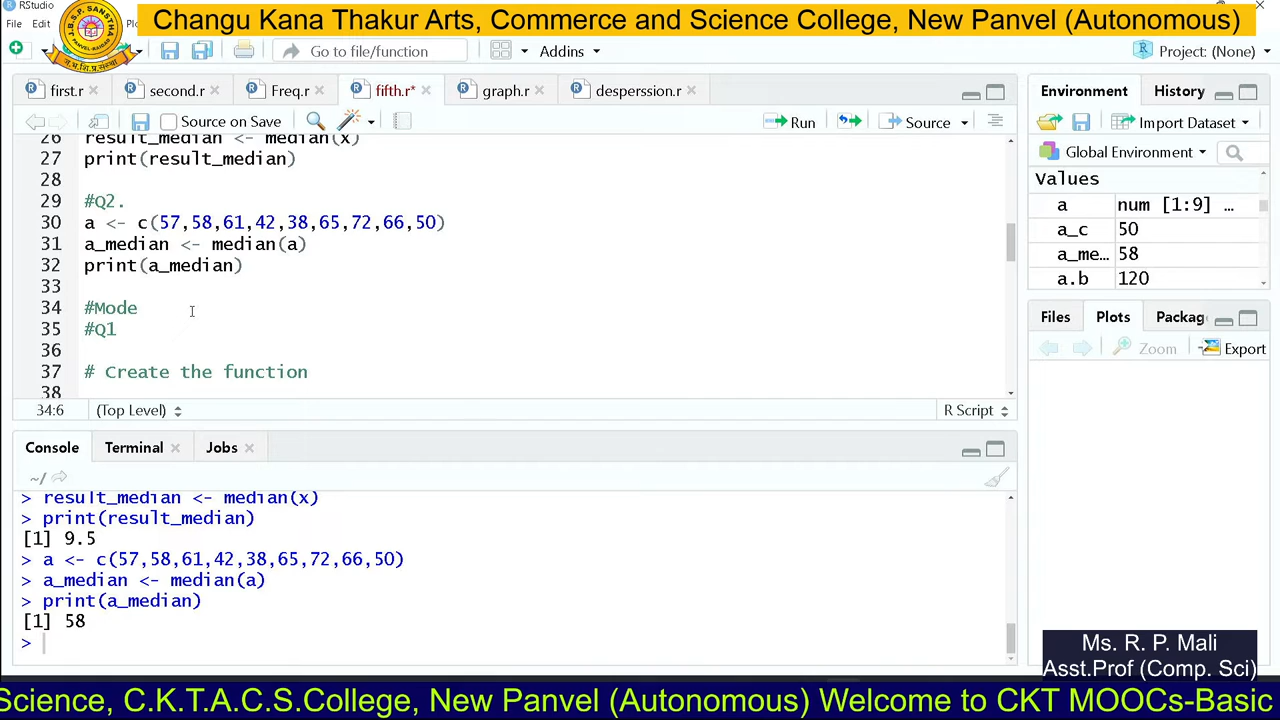 RStudio
Changu Kana Thakur Arts, Commerce and Science College, New Panvel (Autonomous)
File Edit
Go to file/function
Addins
Project: (None)
first.r
second.r
Freq.r
fifth.r*
graph.r
desperssion.r
Source on Save
Run
Source
26 result_median <- median(x)
27 print(result_median)
28
29 #Q2.
30 a <- c(57,58,61,42,38,65,72,66,50)
31 a_median <- median(a)
32 print(a_median)
33
34 #Mode
35 #Q1
36
37 # Create the function
38
34:6 (Top Level) R Script
Console Terminal Jobs
~/
> result_median <- median(x)
> print(result_median)
[1] 9.5
> a <- c(57,58,61,42,38,65,72,66,50)
> a_median <- median(a)
> print(a_median)
[1] 58
>
Environment History
Import Dataset
Global Environment
Values
a num [1:9] …
a_c 50
a_me… 58
a.b 120
Files Plots Packag
Zoom Export
Ms. R. P. Mali
Asst.Prof (Comp. Sci)
Science, C.K.T.A.C.S.College, New Panvel (Autonomous) Welcome to CKT MOOCs-Basic